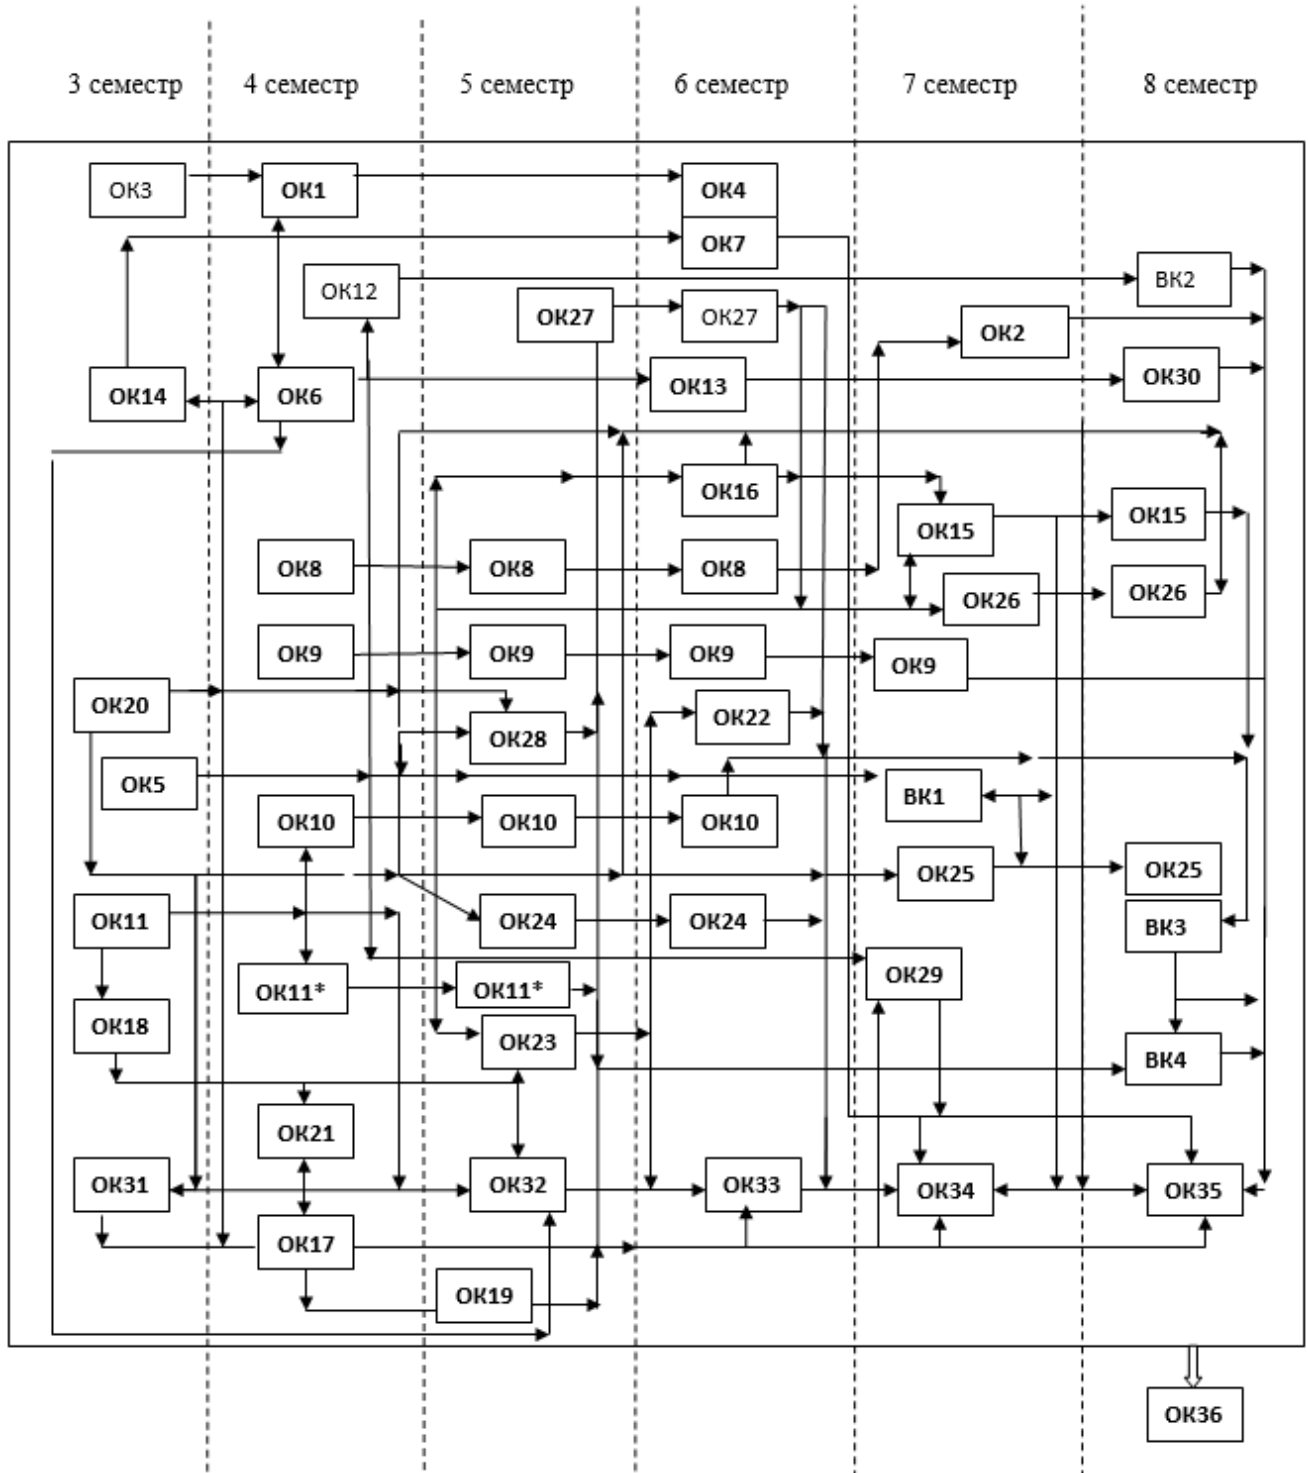 3 семестр 4 семестр 5 семестр 6 семестр 7 семестр 8 семестр
ОК3 ОК1 ОК4
ОК7
ОК12 ВК2
ОК27 ОК27 ОК2
ОК14 ОК6 ОК13 ОК30
ОК16
ОК15 ОК15
ОК8 ОК8 ОК8
ОК26 ОК26
ОК9 ОК9 ОК9 ОК9
ОК20 ОК22
ОК28
ОК5 ВК1
ОК10 ОК10 ОК10
ОК25 ОК25
ОК11 ОК24 ОК24 ВК3
ОК11* ОК11* ОК29
ОК18 ОК23
ВК4
ОК21
ОК31 ОК32 ОК33 ОК34 ОК35
ОК17
ОК19
ОК36